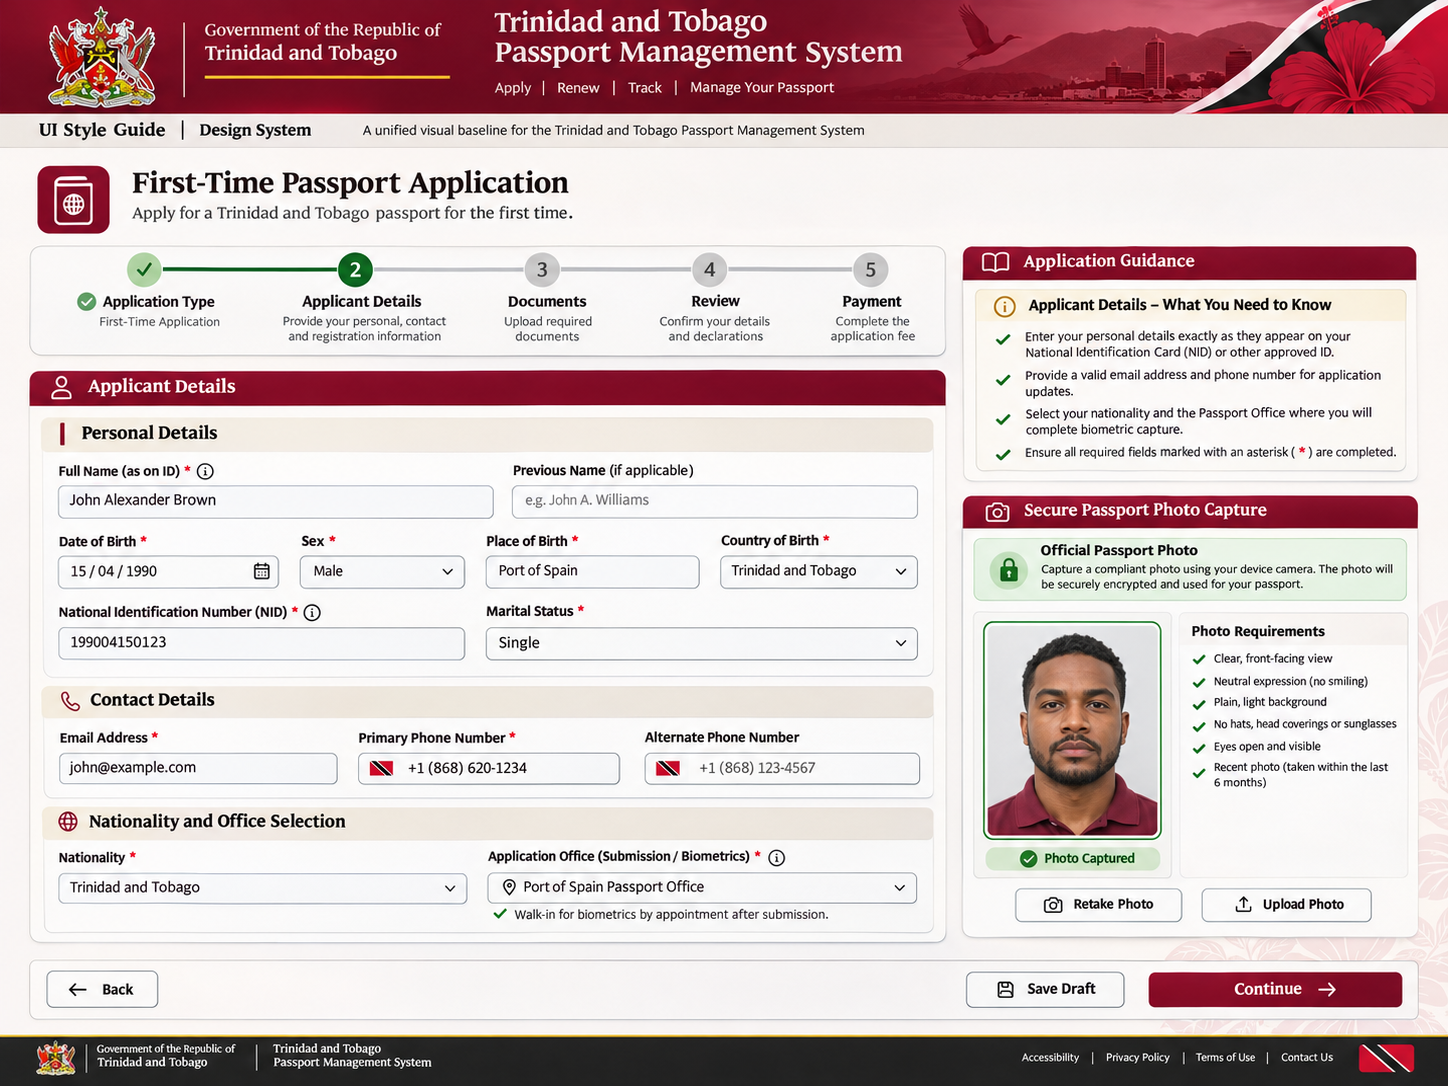 Government of the Republic of
Trinidad and Tobago
Trinidad and Tobago
Passport Management System
Apply | Renew | Track | Manage Your Passport
UI Style Guide | Design System
A unified visual baseline for the Trinidad and Tobago Passport Management System
First-Time Passport Application
Apply for a Trinidad and Tobago passport for the first time.
Application Type
First-Time Application
2
Applicant Details
Provide your personal, contact
and registration information
3
Documents
Upload required
documents
4
Review
Confirm your details
and declarations
5
Payment
Complete the
application fee
Applicant Details
Personal Details
Full Name (as on ID) *
John Alexander Brown
Previous Name (if applicable)
e.g. John A. Williams
Date of Birth *
15 / 04 / 1990
Sex *
Male
Place of Birth *
Port of Spain
Country of Birth *
Trinidad and Tobago
National Identification Number (NID) *
199004150123
Marital Status *
Single
Contact Details
Email Address *
john@example.com
Primary Phone Number *
+1 (868) 620-1234
Alternate Phone Number
+1 (868) 123-4567
Nationality and Office Selection
Nationality *
Trinidad and Tobago
Application Office (Submission / Biometrics) *
Port of Spain Passport Office
Walk-in for biometrics by appointment after submission.
Application Guidance
Applicant Details – What You Need to Know
Enter your personal details exactly as they appear on your
National Identification Card (NID) or other approved ID.
Provide a valid email address and phone number for application
updates.
Select your nationality and the Passport Office where you will
complete biometric capture.
Ensure all required fields marked with an asterisk ( * ) are completed.
Secure Passport Photo Capture
Official Passport Photo
Capture a compliant photo using your device camera. The photo will
be securely encrypted and used for your passport.
Photo Captured
Photo Requirements
Clear, front-facing view
Neutral expression (no smiling)
Plain, light background
No hats, head coverings or sunglasses
Eyes open and visible
Recent photo (taken within the last
6 months)
Retake Photo
Upload Photo
Back
Save Draft
Continue
Government of the Republic of
Trinidad and Tobago
Trinidad and Tobago
Passport Management System
Accessibility | Privacy Policy | Terms of Use | Contact Us